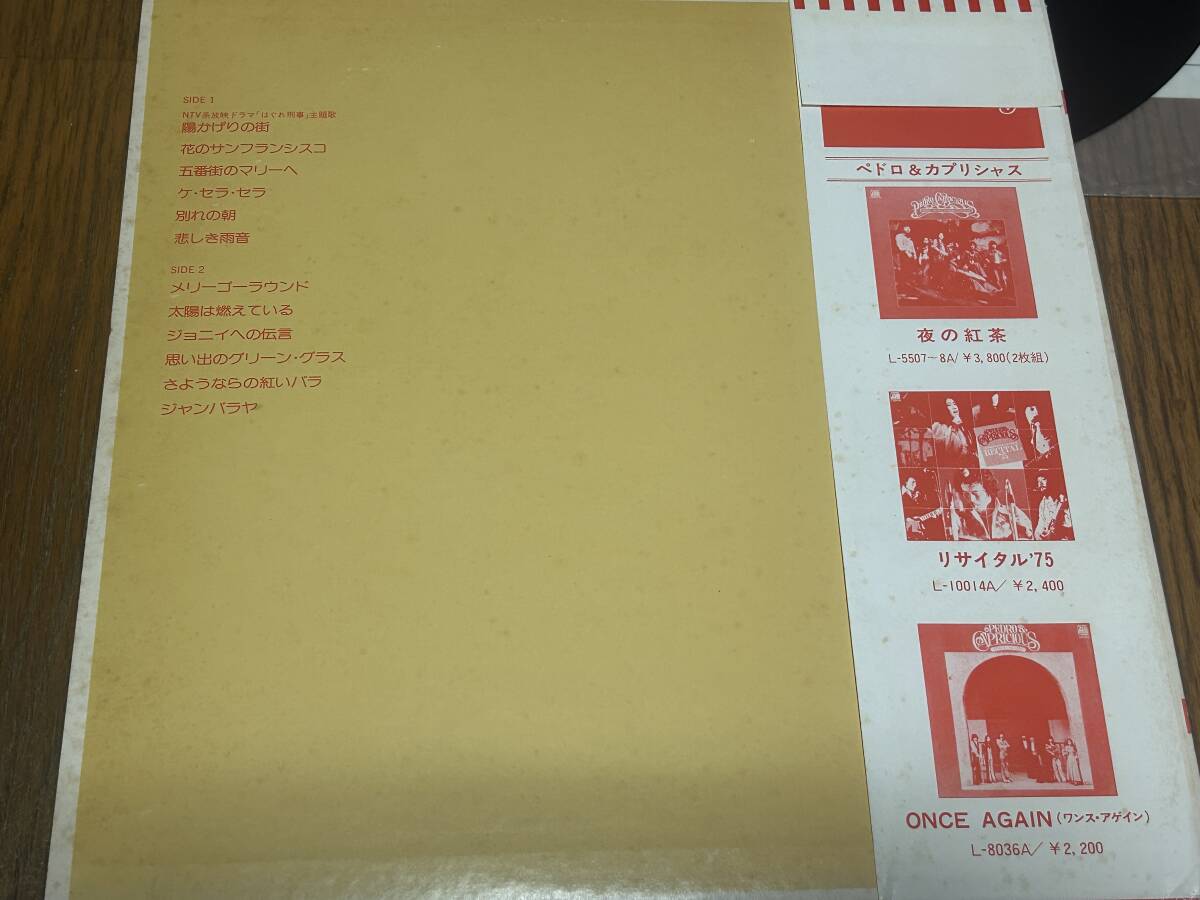 SIDE 1
NTV系放映ドラマ「はぐれ刑事」主題歌
陽かげりの街
花のサンフランシスコ
五番街のマリーへ
ケ・セラ・セラ
別れの朝
悲しき雨音
SIDE 2
メリーゴーラウンド
太陽は燃えている
ジョニイへの伝言
思い出のグリーン・グラス
さようならの紅いバラ
ジャンバラヤ
ペドロ&カプリシャス
夜の紅茶
L-5507〜8A/¥3,800(2枚組)
PEDRO &
CAPRICIOUS
RECITAL
リサイタル'75
L-10014A/¥2,400
PEDRO &
CAPRICIOUS
ONCE AGAIN(ワンス・アゲイン)
L-8036A/¥2,200